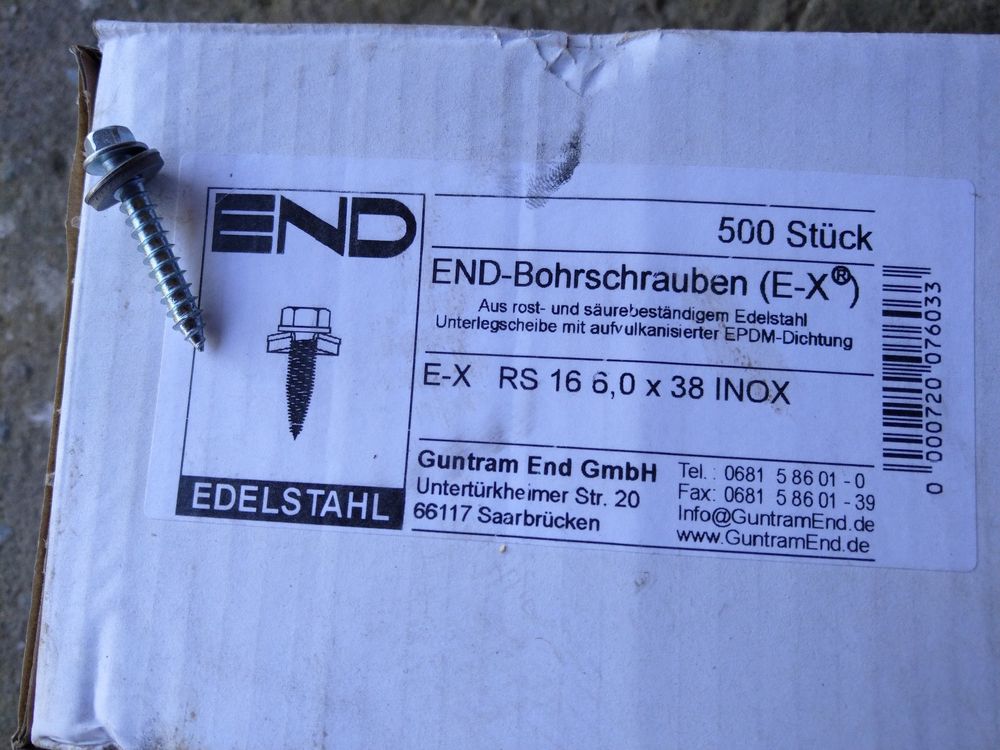 END
EDELSTAHL
500 Stück
END-Bohrschrauben (E-X®)
Aus rost- und säurebeständigem Edelstahl
Unterlegscheibe mit aufvulkanisierter EPDM-Dichtung
E-X RS 16 6,0 x 38 INOX
Guntram End GmbH
Untertürkheimer Str. 20
66117 Saarbrücken
Tel.: 0681 5 86 01 - 0
Fax: 0681 5 86 01 - 39
Info@GuntramEnd.de
www.GuntramEnd.de
0 000720 076033